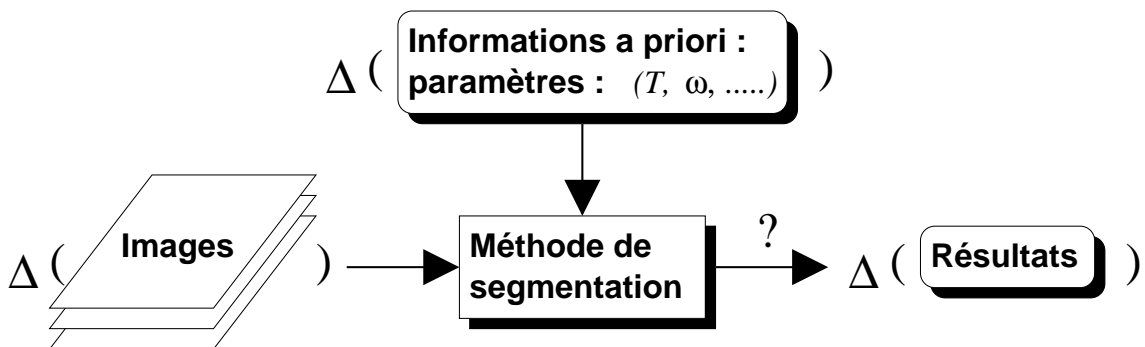 Δ ( Informations a priori :
paramètres : (T, ω, .....) )
Δ ( Images )
Méthode de
segmentation
?
Δ ( Résultats )